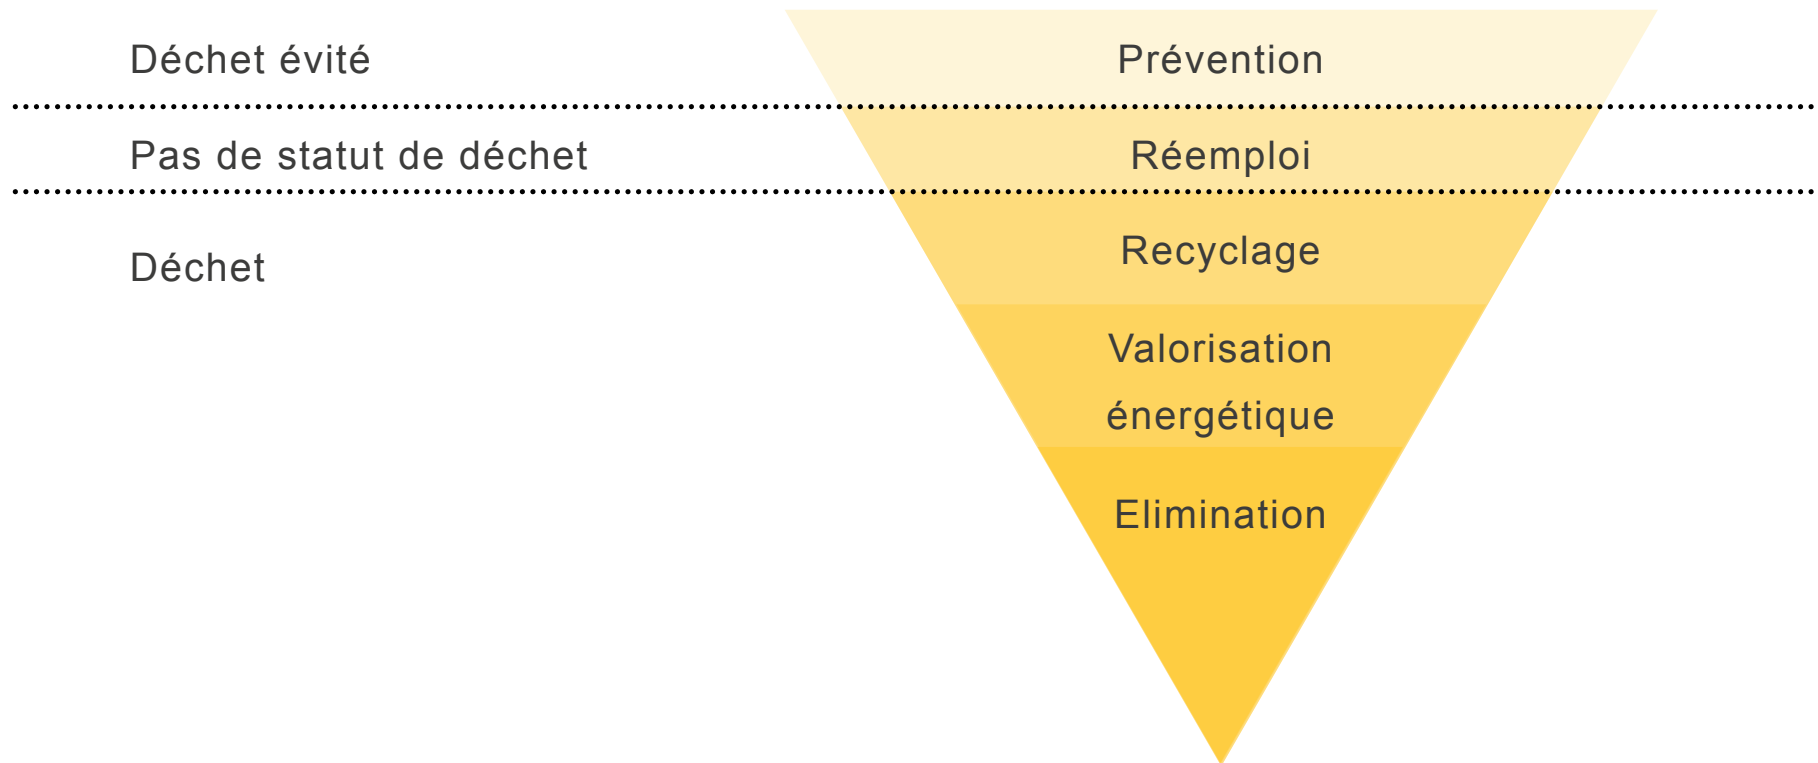 Déchet évité
Prévention
Pas de statut de déchet
Réemploi
Déchet
Recyclage
Valorisation
énergétique
Elimination